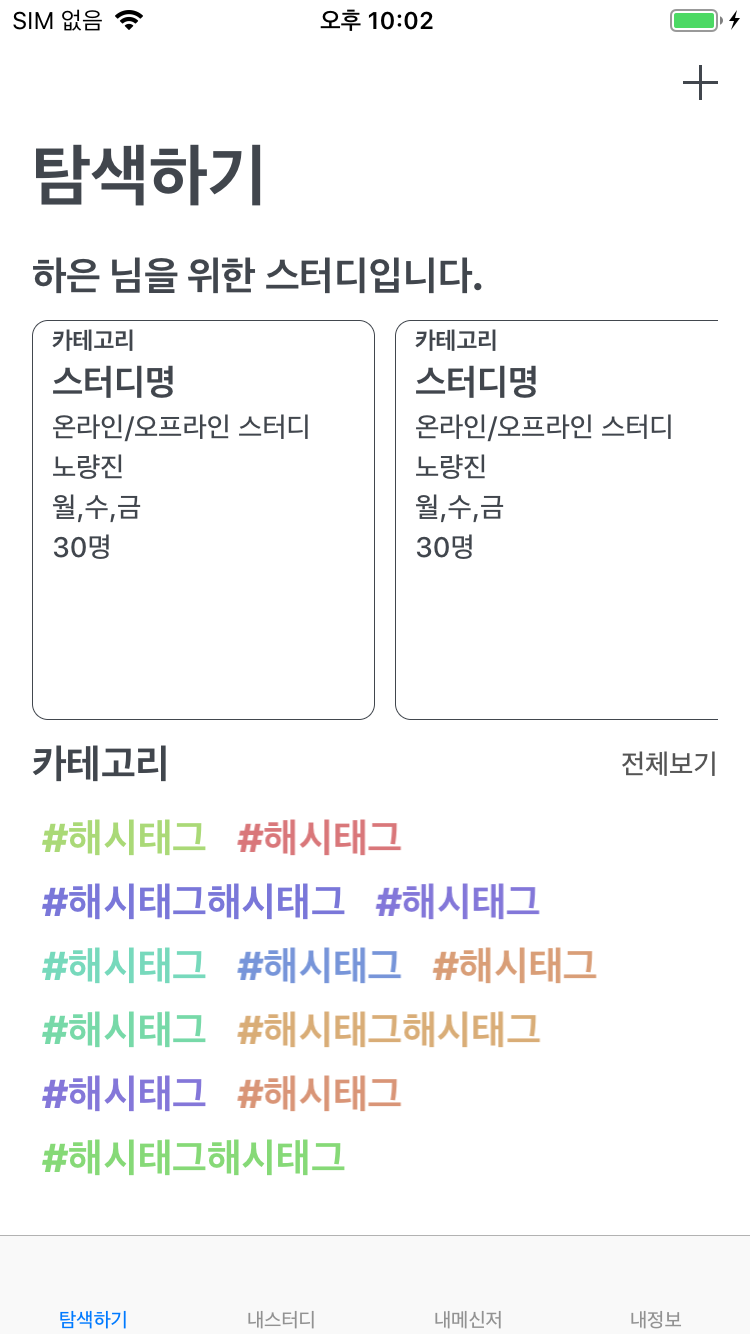 SIM 없음 오후 10:02
탐색하기
하은 님을 위한 스터디입니다.
카테고리
스터디명
온라인/오프라인 스터디
노량진
월,수,금
30명
카테고리
스터디명
온라인/오프라인 스터디
노량진
월,수,금
30명
카테고리 전체보기
#해시태그 #해시태그
#해시태그해시태그 #해시태그
#해시태그 #해시태그 #해시태그
#해시태그 #해시태그해시태그
#해시태그 #해시태그
#해시태그해시태그
탐색하기 내스터디 내메신저 내정보